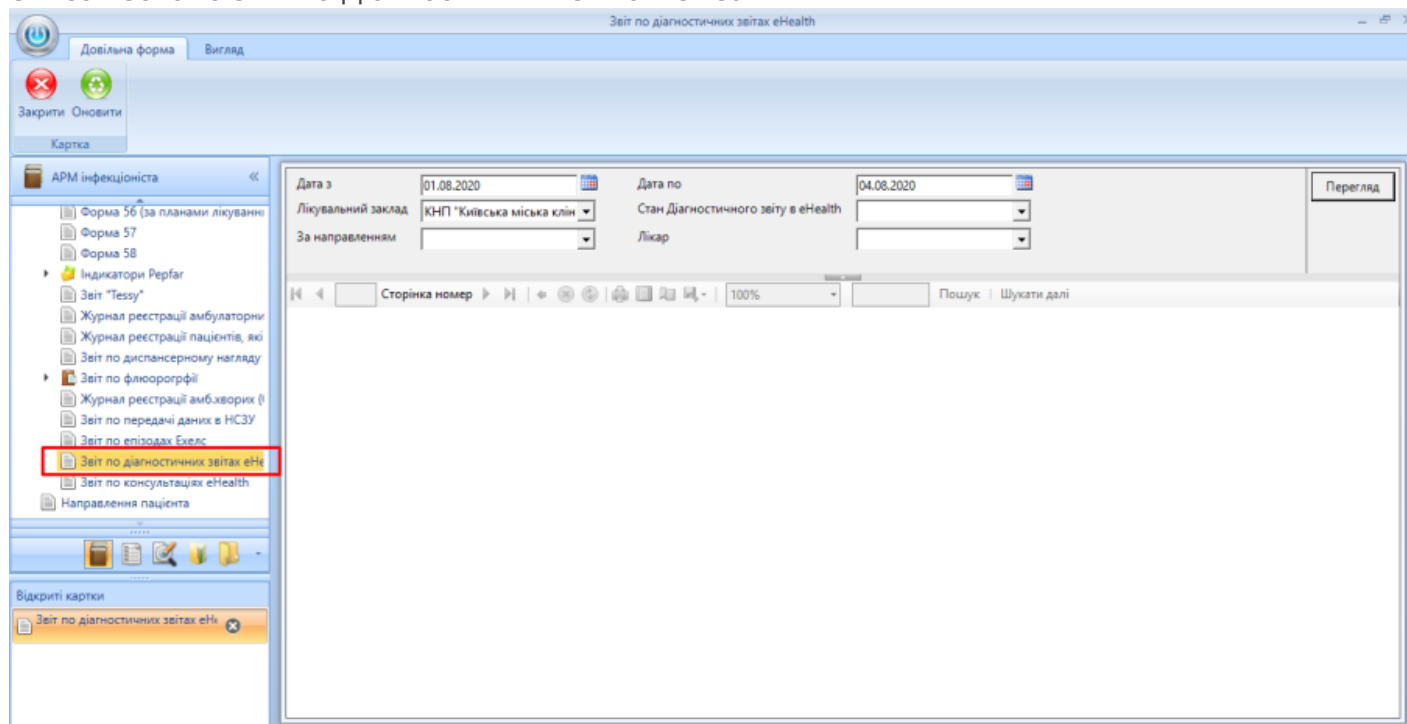 Звіт по діагностичних звітах eHealth
Довільна форма Вигляд
Закрити Оновити
Картка
АРМ інфекціоніста «
Форма 56 (за планами лікуванн
Форма 57
Форма 58
Індикатори Pepfar
Звіт "Tessy"
Журнал реєстрації амбулаторни
Журнал реєстрації пацієнтів, які
Звіт по диспансерному нагляду
Звіт по флюорогрфії
Журнал реєстрації амб.хворих (
Звіт по передачі даних в НСЗУ
Звіт по епізодах Ехелс
Звіт по діагностичних звітах eHe
Звіт по консультаціях eHealth
Направлення пацієнта
Відкриті картки
Звіт по діагностичних звітах eHe
Дата з 01.08.2020 Дата по 04.08.2020 Перегляд
Лікувальний заклад КНП "Київська міська клін Стан Діагностичного звіту в eHealth
За направленням Лікар
Сторінка номер 100% Пошук | Шукати далі